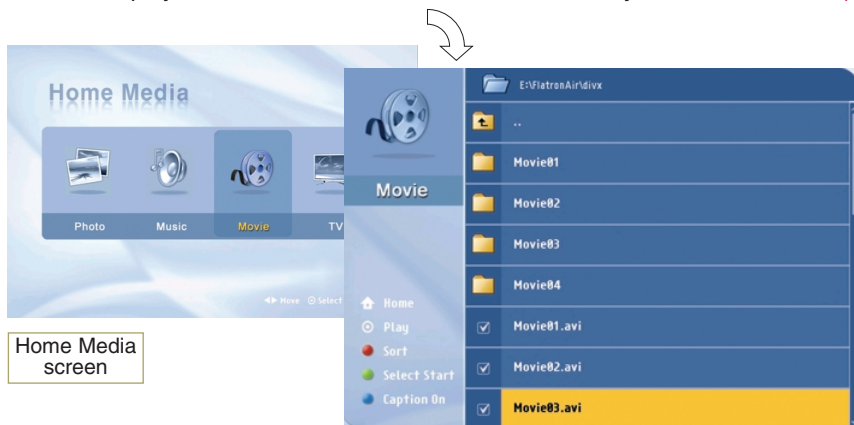 Home Media
Photo
Music
Movie
TV
Move
Select
Home Media
screen
Movie
Home
Play
Sort
Select Start
Caption On
E:\FlatronAir\divx
..
Movie01
Movie02
Movie03
Movie04
Movie01.avi
Movie02.avi
Movie03.avi